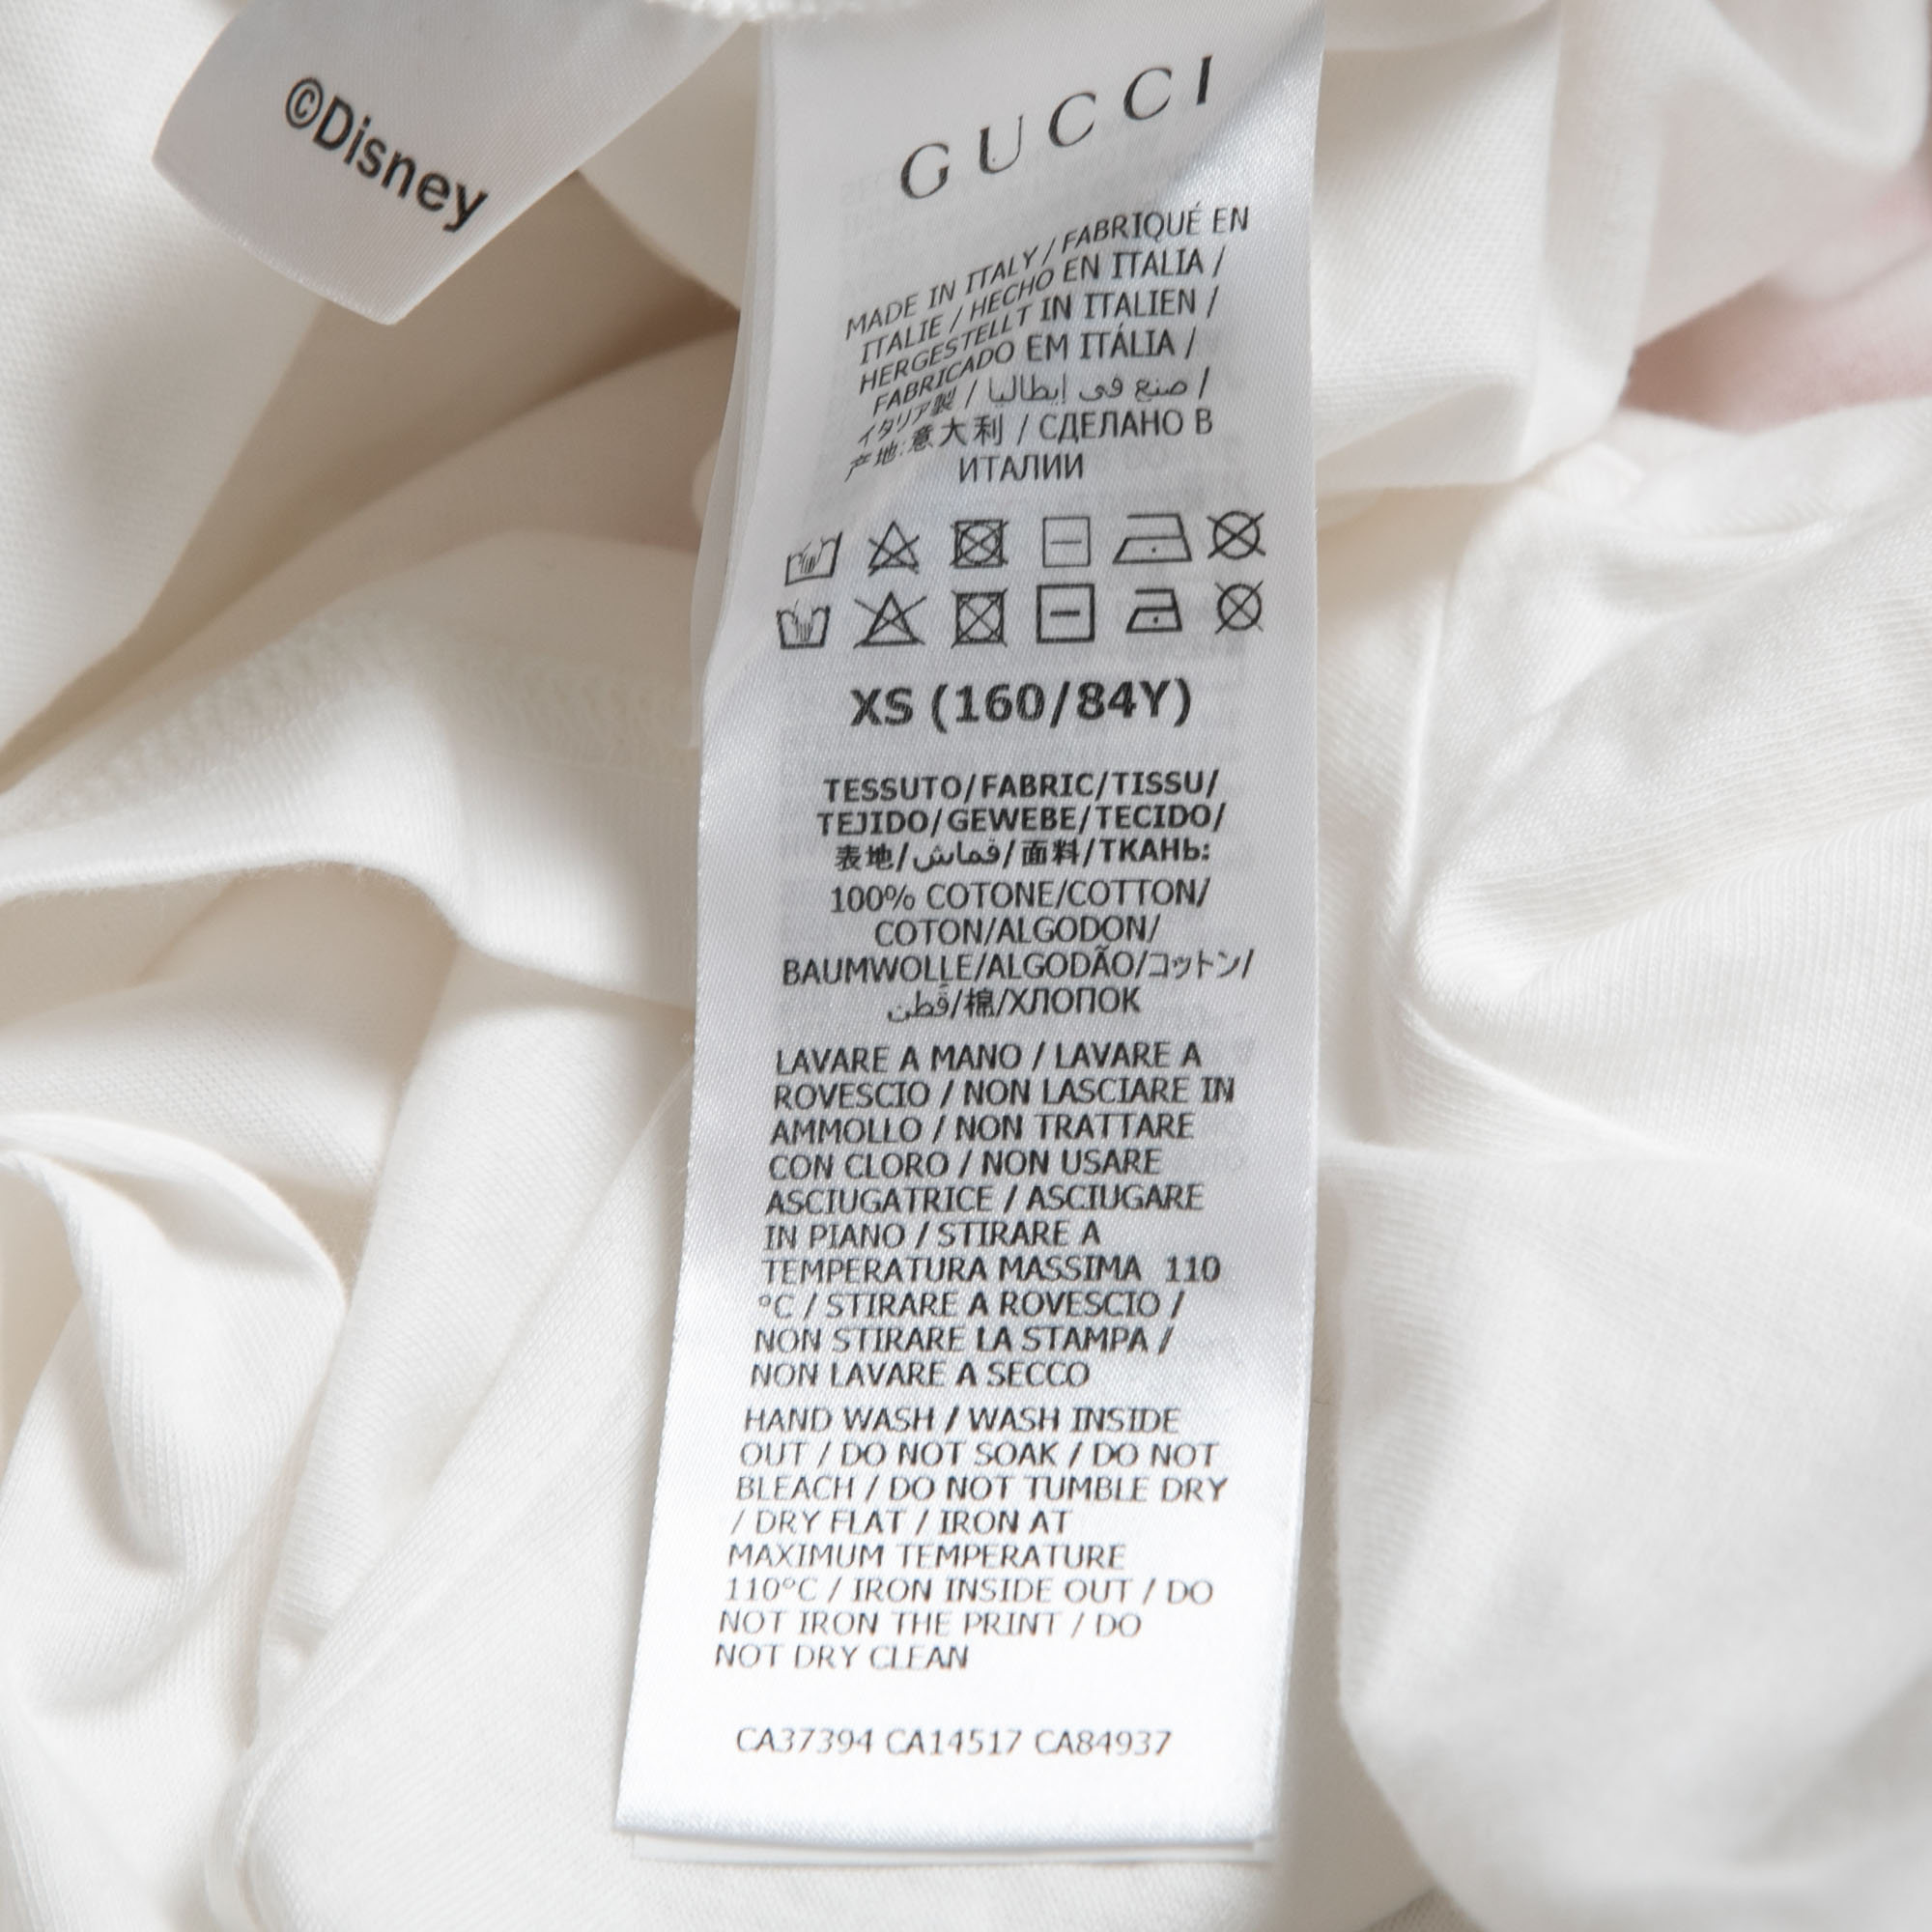 ©Disney
GUCCI
MADE IN ITALY / FABRIQUÉ EN
ITALIE / HECHO EN ITALIA /
HERGESTELLT IN ITALIEN /
FABRICADO EM ITÁLIA /
イタリア製 / صنع في إيطاليا /
产地:意大利 / СДЕЛАНО В
ИТАЛИИ
XS (160/84Y)
TESSUTO/FABRIC/TISSU/
TEJIDO/GEWEBE/TECIDO/
表地/قماش/面料/ТКАНЬ:
100% COTONE/COTTON/
COTON/ALGODON/
BAUMWOLLE/ALGODÃO/コットン/
قطن/棉/ХЛОПОК
LAVARE A MANO / LAVARE A
ROVESCIO / NON LASCIARE IN
AMMOLLO / NON TRATTARE
CON CLORO / NON USARE
ASCIUGATRICE / ASCIUGARE
IN PIANO / STIRARE A
TEMPERATURA MASSIMA 110
°C / STIRARE A ROVESCIO /
NON STIRARE LA STAMPA /
NON LAVARE A SECCO
HAND WASH / WASH INSIDE
OUT / DO NOT SOAK / DO NOT
BLEACH / DO NOT TUMBLE DRY
/ DRY FLAT / IRON AT
MAXIMUM TEMPERATURE
110°C / IRON INSIDE OUT / DO
NOT IRON THE PRINT / DO
NOT DRY CLEAN
CA37394 CA14517 CA84937